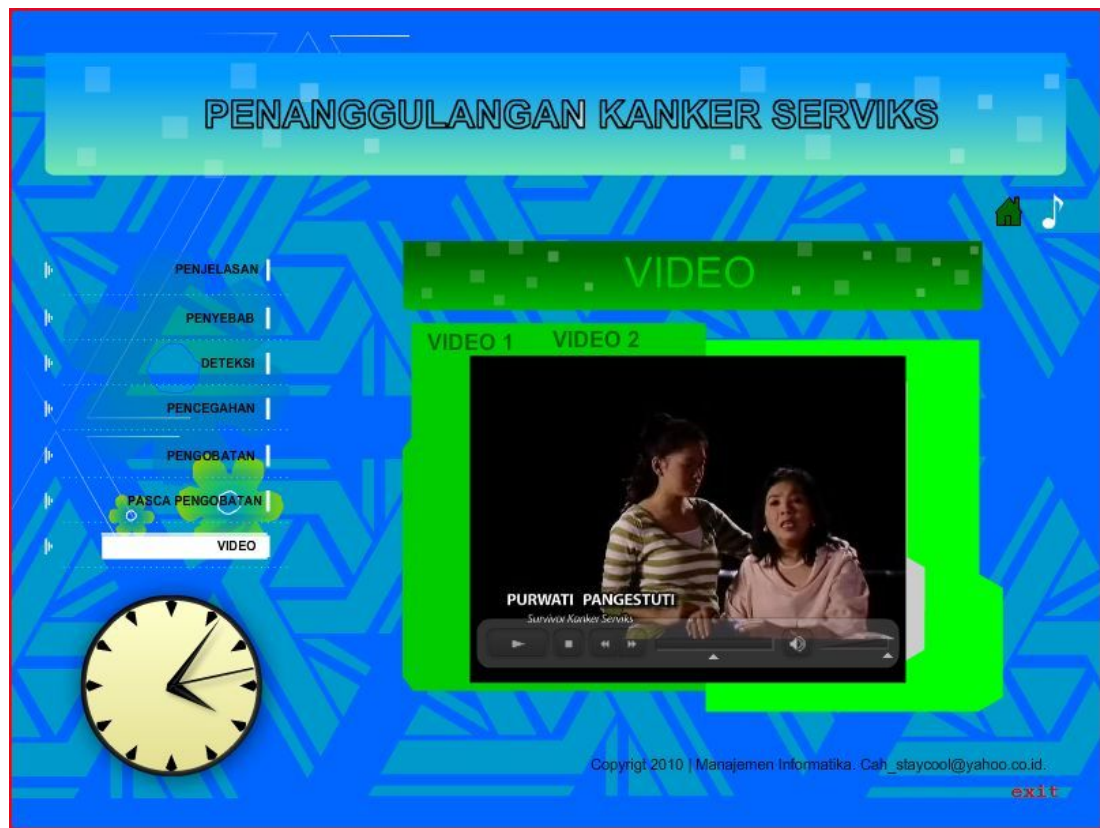 PENANGGULANGAN KANKER SERVIKS
PENJELASAN
PENYEBAB
DETEKSI
PENCEGAHAN
PENGOBATAN
PASCA PENGOBATAN
VIDEO
VIDEO
VIDEO 1 VIDEO 2
PURWATI PANGESTUTI
Survivor Kanker Serviks
Copyrigt 2010 | Manajemen Informatika. Cah_staycool@yahoo.co.id.
exit